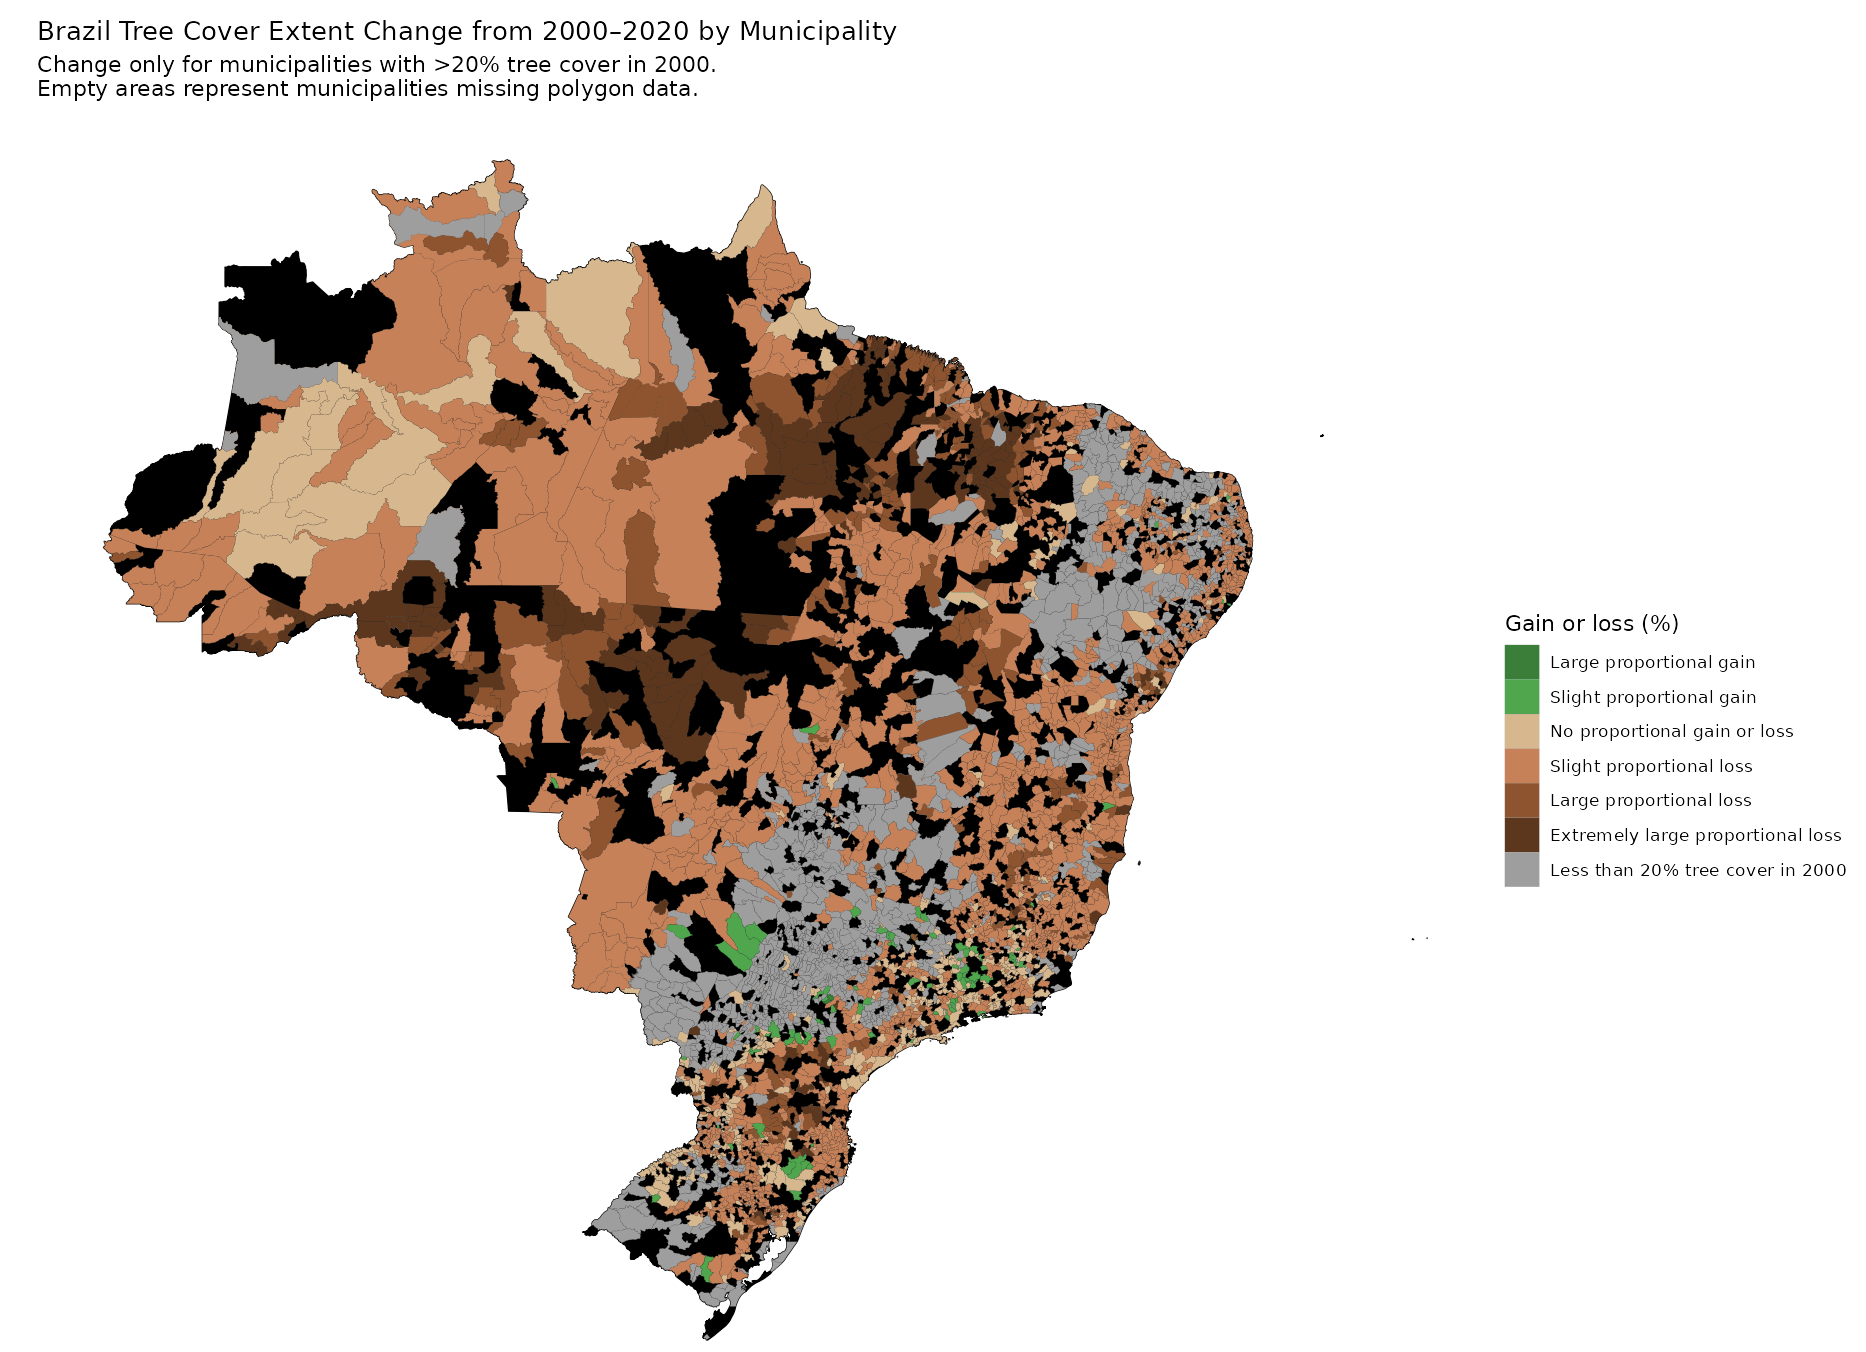 Brazil Tree Cover Extent Change from 2000–2020 by Municipality
Change only for municipalities with >20% tree cover in 2000.
Empty areas represent municipalities missing polygon data.
Gain or loss (%)
Large proportional gain
Slight proportional gain
No proportional gain or loss
Slight proportional loss
Large proportional loss
Extremely large proportional loss
Less than 20% tree cover in 2000